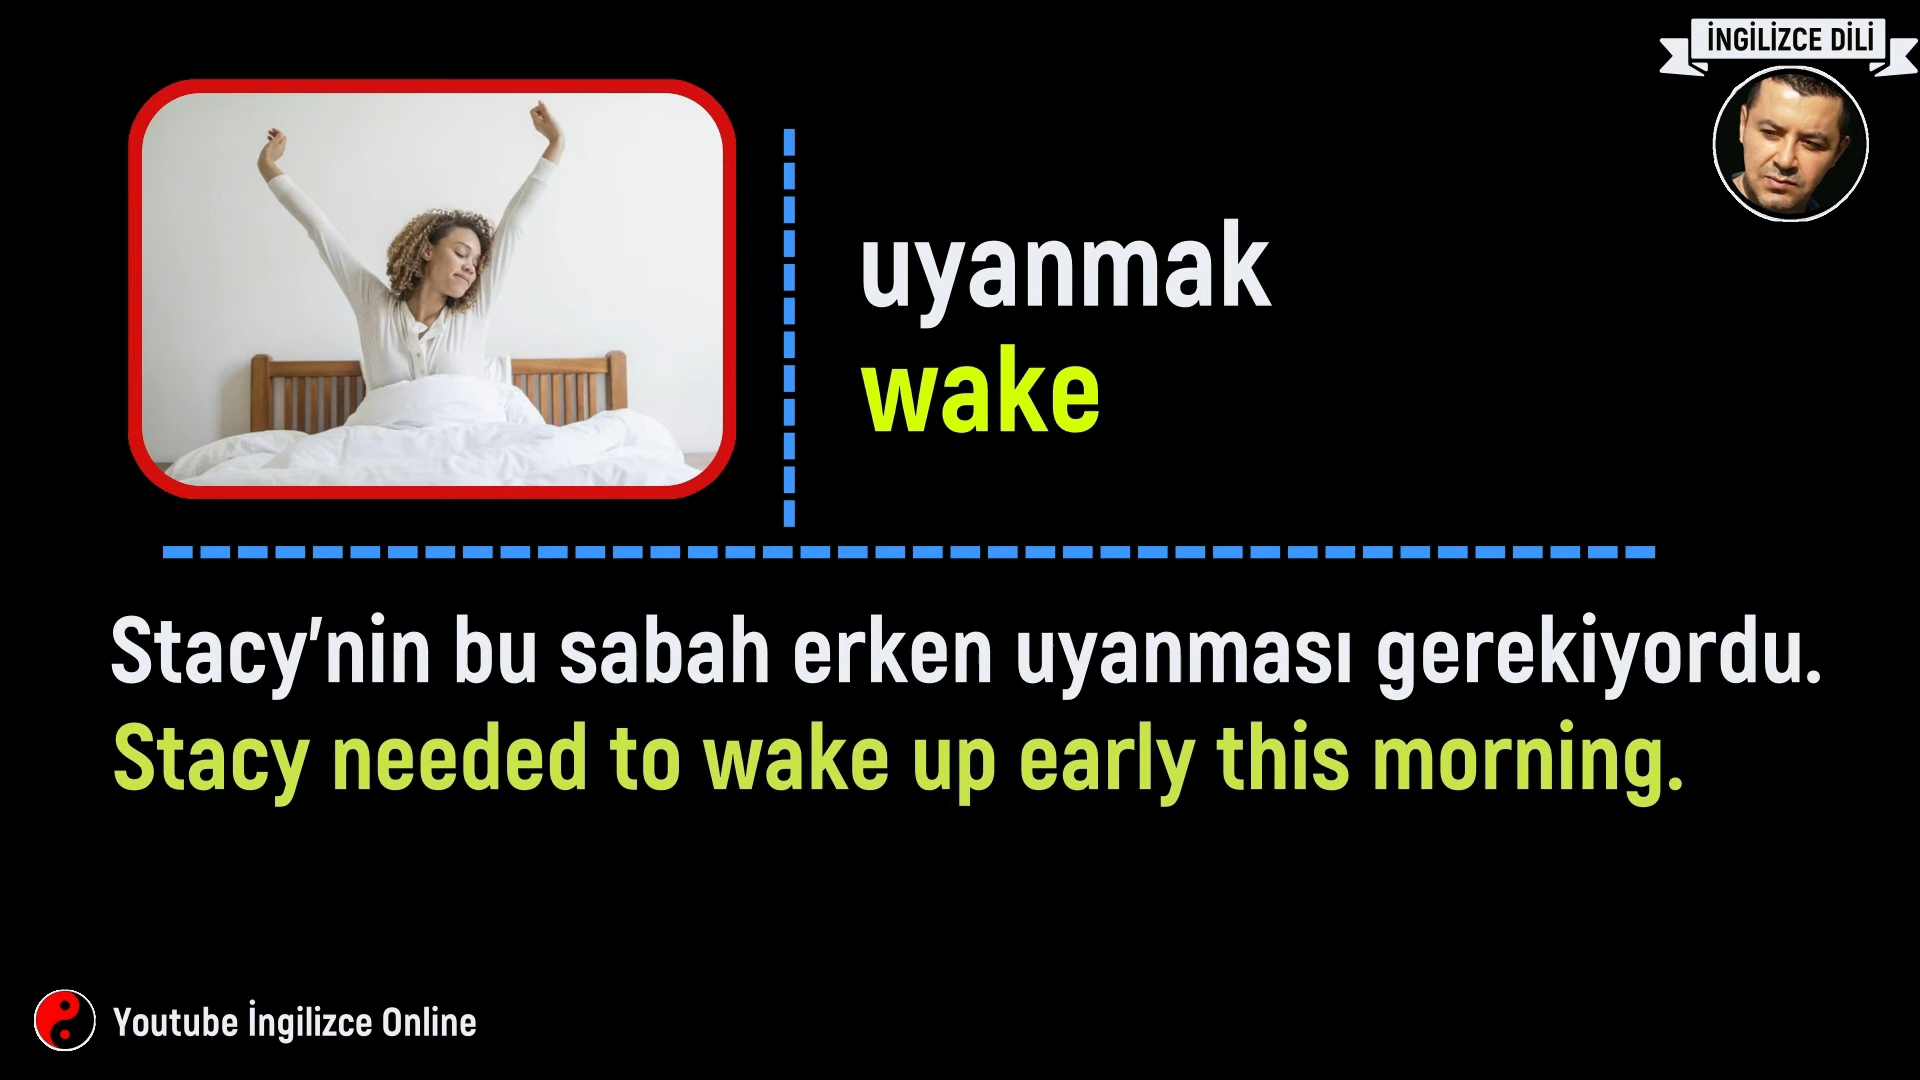 İNGİLİZCE DİLİ
uyanmak
wake
Stacy'nin bu sabah erken uyanması gerekiyordu.
Stacy needed to wake up early this morning.
Youtube İngilizce Online